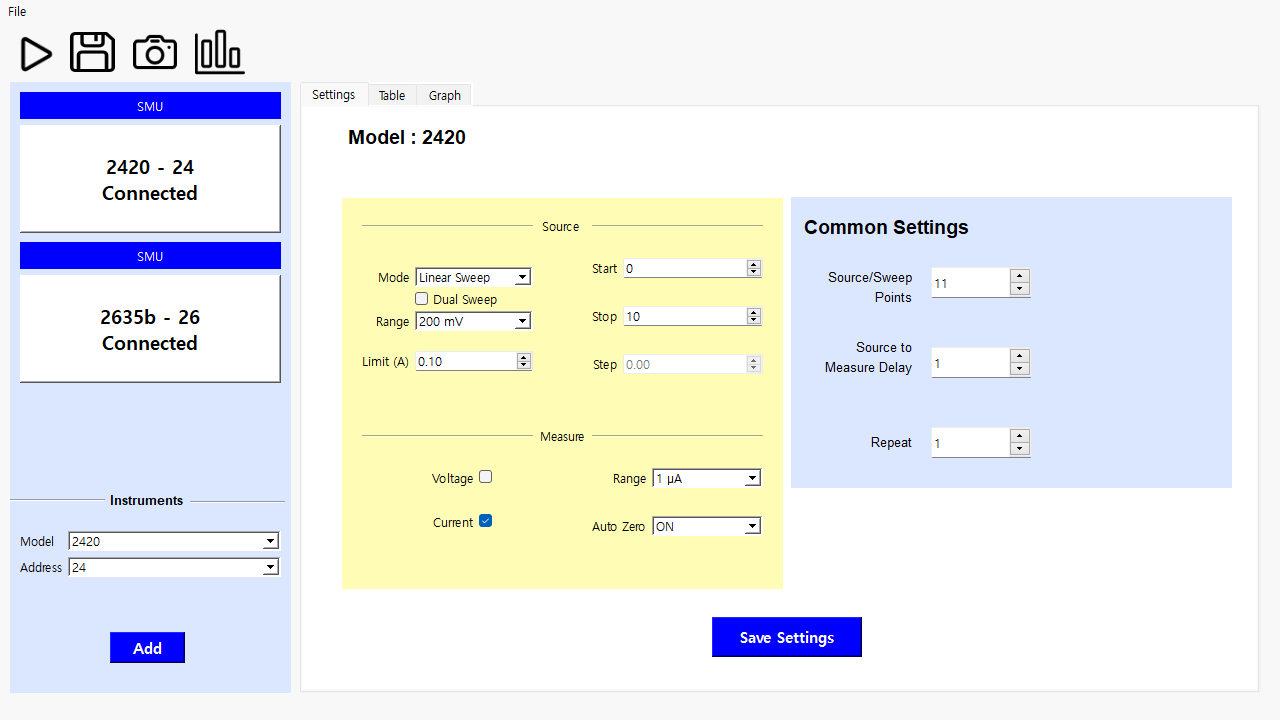 File
SMU
2420 - 24
Connected
SMU
2635b - 26
Connected
Instruments
Model 2420
Address 24
Add
Settings Table Graph
Model : 2420
Source
Mode Linear Sweep
Dual Sweep
Range 200 mV
Limit (A) 0.10
Start 0
Stop 10
Step 0.00
Measure
Voltage
Current
Range 1 µA
Auto Zero ON
Common Settings
Source/Sweep
Points 11
Source to
Measure Delay 1
Repeat 1
Save Settings